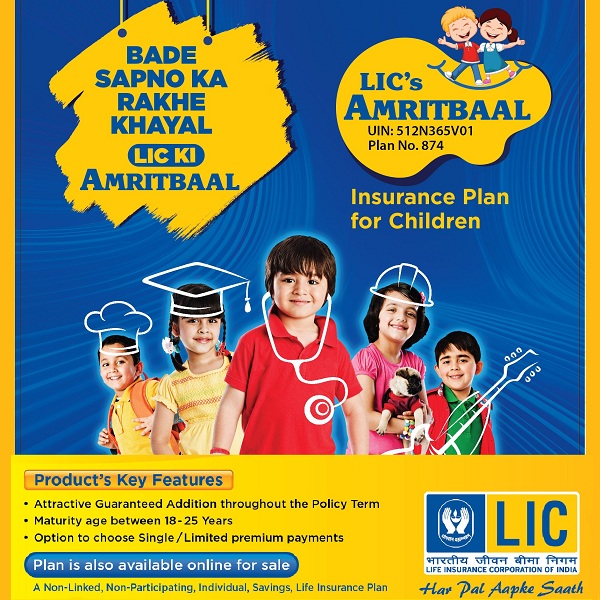 BADE
SAPNO KA
RAKHE
KHAYAL
LIC KI
AMRITBAAL
LIC's
AMRITBAAL
UIN: 512N365V01
Plan No. 874
Insurance Plan
for Children
Product's Key Features
• Attractive Guaranteed Addition throughout the Policy Term
• Maturity age between 18-25 Years
• Option to choose Single/Limited premium payments
Plan is also available online for sale
A Non-Linked, Non-Participating, Individual, Savings, Life Insurance Plan
LIC
भारतीय जीवन बीमा निगम
LIFE INSURANCE CORPORATION OF INDIA
Har Pal Aapke Saath